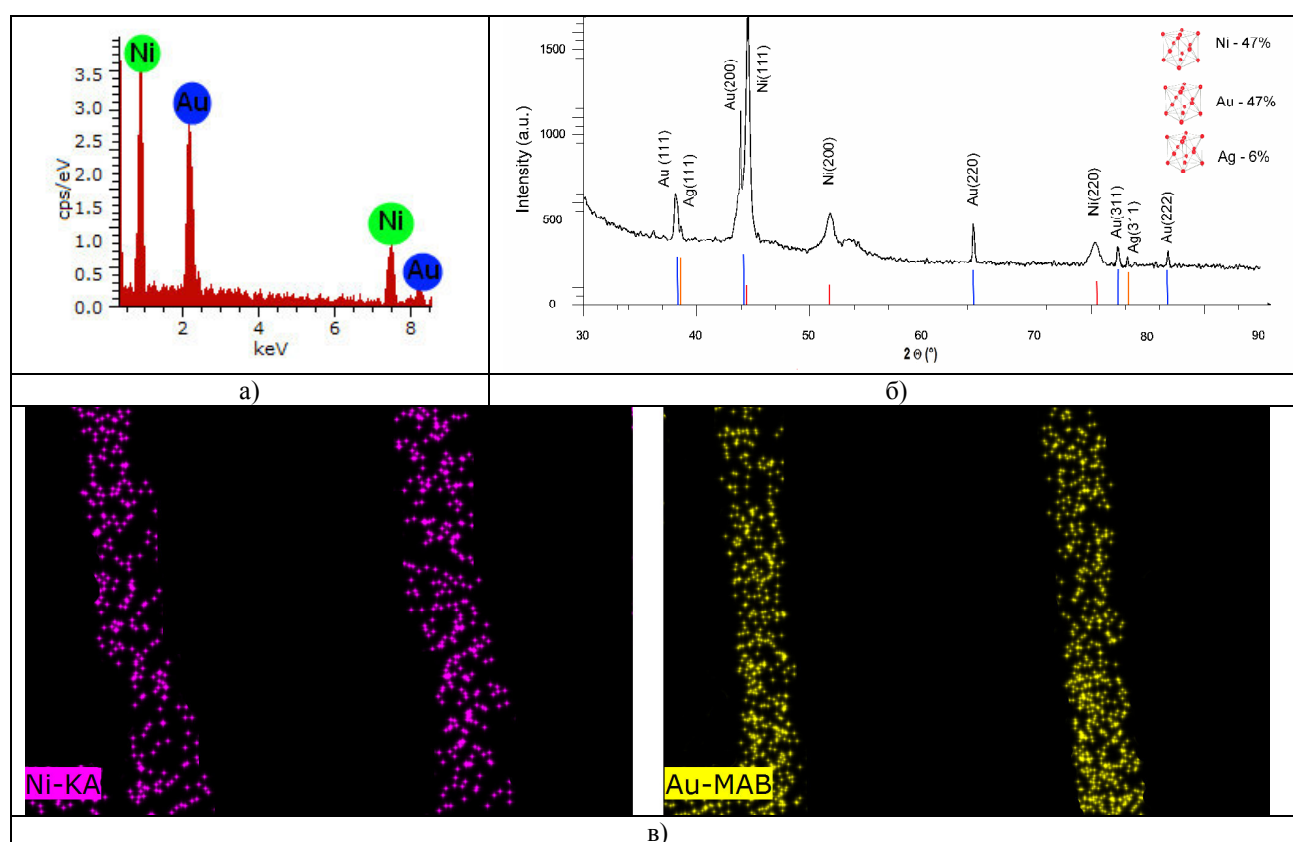 Ni
Au
Ni
Au
3.5
3.0
2.5
2.0
1.5
1.0
0.5
0.0
cps/eV
2
4
6
8
keV
а)
1500
1000
500
0
Intensity (a.u.)
Au (111)
Ag(111)
Au(200)
Ni(111)
Ni(200)
Au(220)
Ni(220)
Au(311)
Ag(3´1)
Au(222)
Ni - 47%
Au - 47%
Ag - 6%
30
40
50
60
70
80
90
2 Θ (°)
б)
Ni-KA
Au-MAB
в)